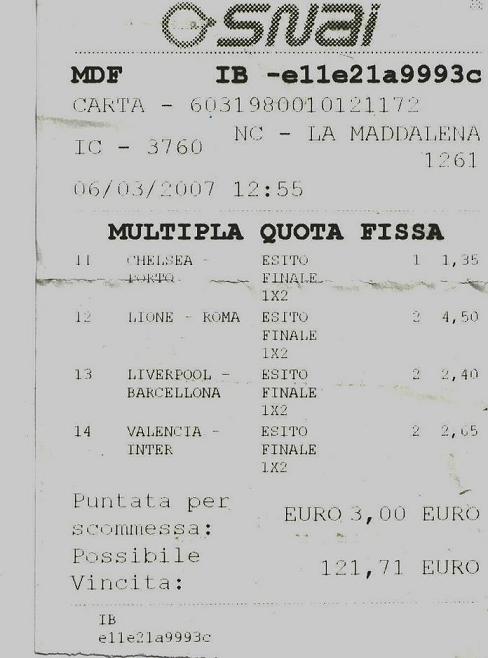 SNAI
MDF IB -e11e21a9993c
CARTA - 6031980010121172
IC - 3760 NC - LA MADDALENA
1261
06/03/2007 12:55
MULTIPLA QUOTA FISSA
11 CHELSEA - ESITO 1 1,35
PORTO FINALE
1X2
12 LIONE - ROMA ESITO 2 4,50
FINALE
1X2
13 LIVERPOOL - ESITO 2 2,40
BARCELLONA FINALE
1X2
14 VALENCIA - ESITO 2 2,65
INTER FINALE
1X2
Puntata per
scommessa: EURO 3,00 EURO
Possibile
Vincita: 121,71 EURO
IB
e11e21a9993c